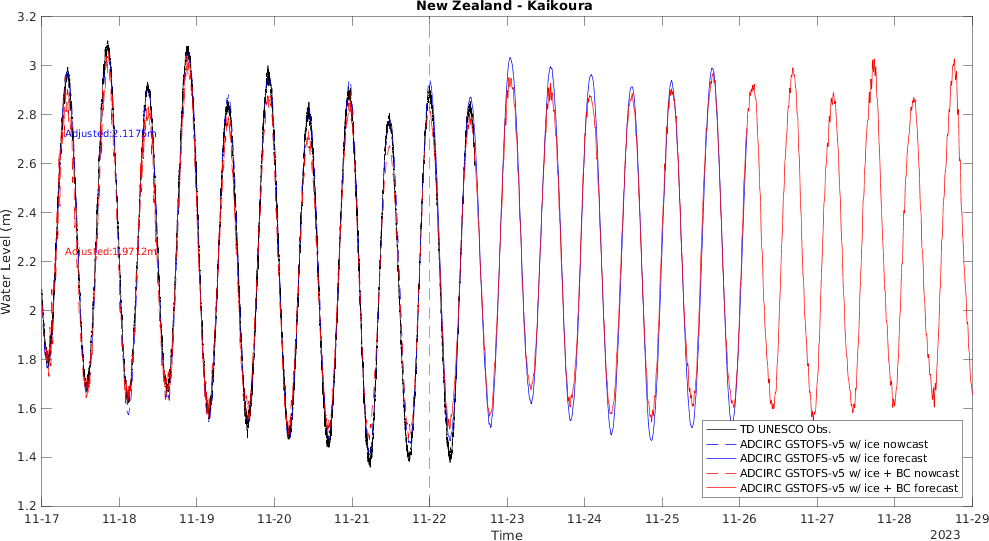 New Zealand - Kaikoura
3.2
3
2.8
2.6
2.4
2.2
2
1.8
1.6
1.4
1.2
Water Level (m)
Adjusted:2.1175m
Adjusted:1.9712m
TD UNESCO Obs.
ADCIRC GSTOFS-v5 w/ ice nowcast
ADCIRC GSTOFS-v5 w/ ice forecast
ADCIRC GSTOFS-v5 w/ ice + BC nowcast
ADCIRC GSTOFS-v5 w/ ice + BC forecast
11-17 11-18 11-19 11-20 11-21 11-22 11-23 11-24 11-25 11-26 11-27 11-28 11-29
Time
2023